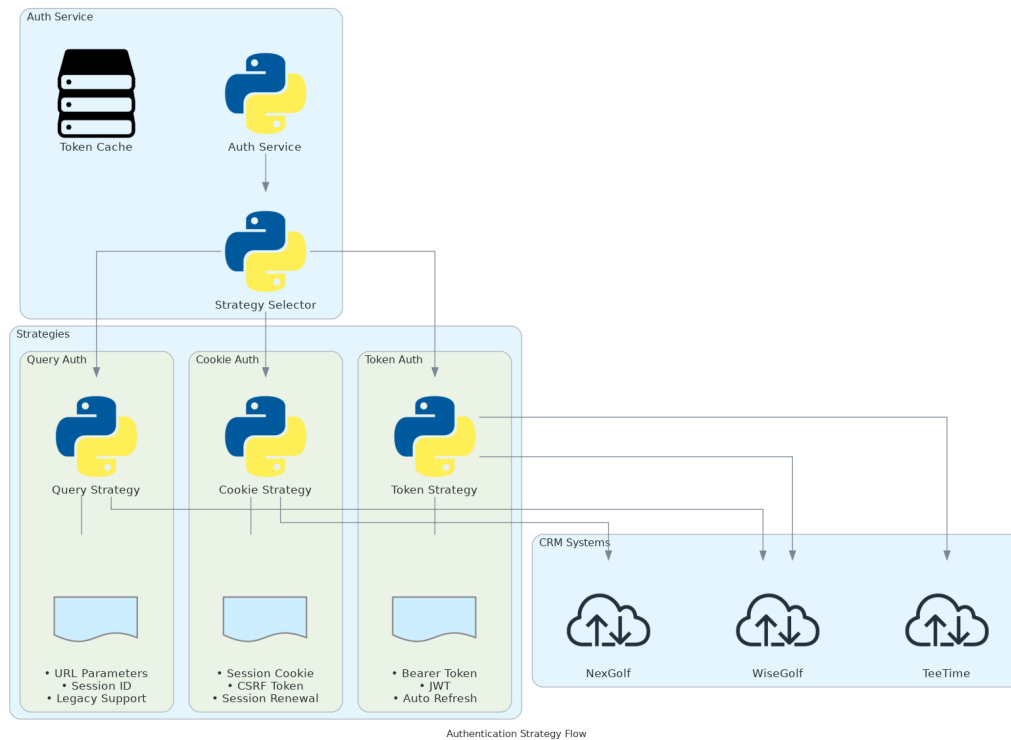 Auth Service
Token Cache
Auth Service
Strategy Selector
Strategies
Query Auth
Cookie Auth
Token Auth
Query Strategy
Cookie Strategy
Token Strategy
CRM Systems
• URL Parameters
• Session ID
• Legacy Support
• Session Cookie
• CSRF Token
• Session Renewal
• Bearer Token
• JWT
• Auto Refresh
NexGolf
WiseGolf
TeeTime
Authentication Strategy Flow